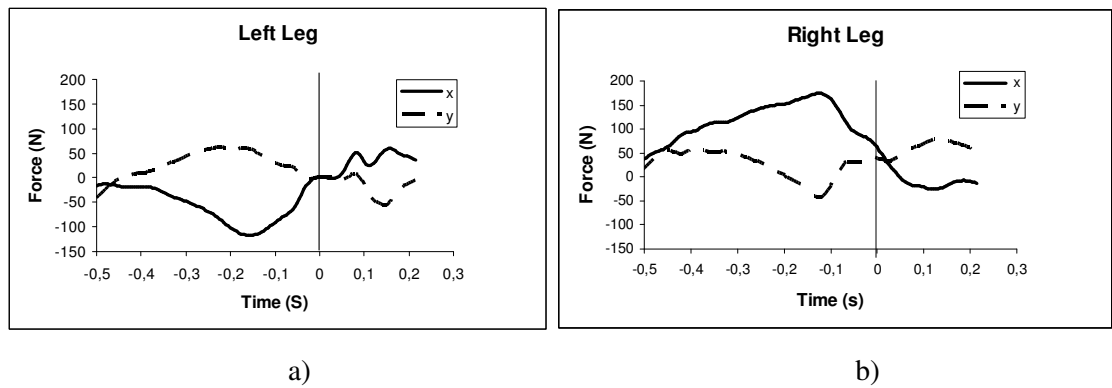 Left Leg
200
150
100
50
0
-50
-100
-150
Force (N)
-0,5 -0,4 -0,3 -0,2 -0,1 0 0,1 0,2 0,3
Time (S)
x
y
a)
Right Leg
200
150
100
50
0
-50
-100
-150
Force (N)
-0,5 -0,4 -0,3 -0,2 -0,1 0 0,1 0,2 0,3
Time (s)
x
y
b)